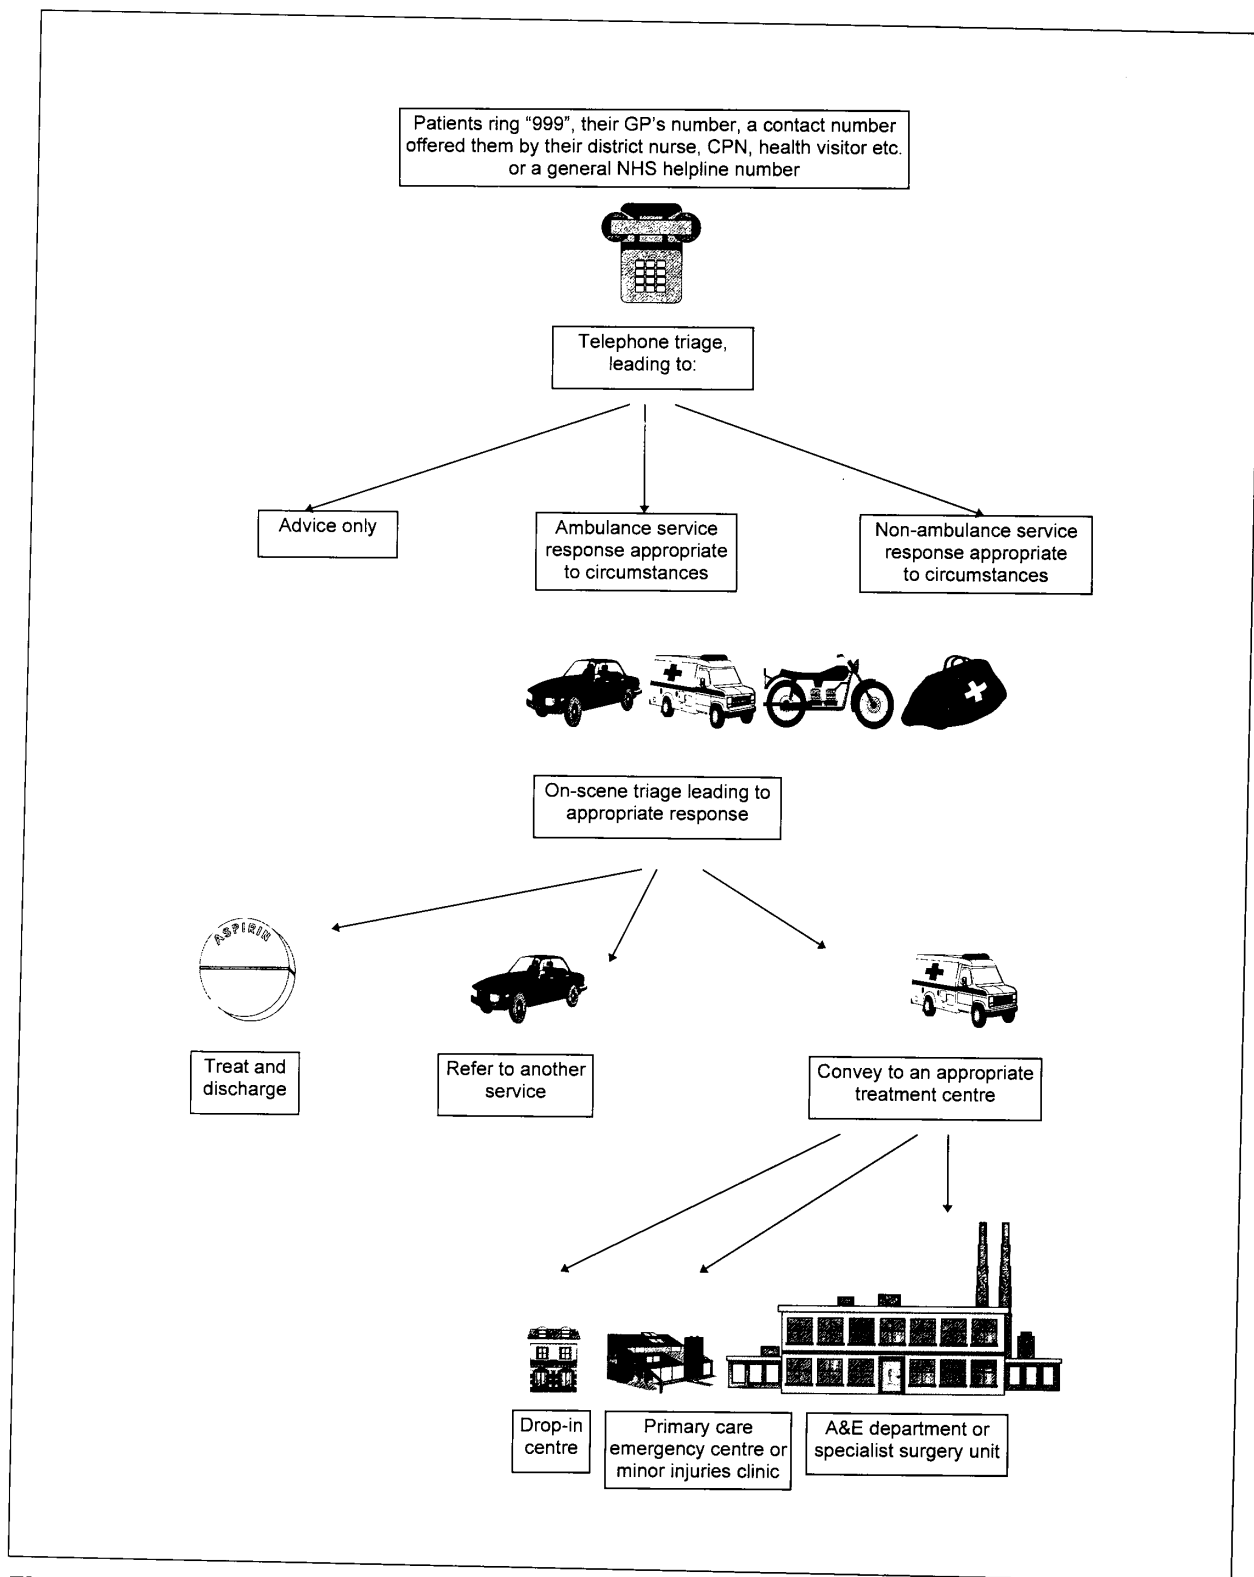 Patients ring "999", their GP's number, a contact number
offered them by their district nurse, CPN, health visitor etc.
or a general NHS helpline number
Telephone triage,
leading to:
Advice only
Ambulance service
response appropriate
to circumstances
Non-ambulance service
response appropriate
to circumstances
On-scene triage leading to
appropriate response
ASPIRIN
Treat and
discharge
Refer to another
service
Convey to an appropriate
treatment centre
Drop-in
centre
Primary care
emergency centre or
minor injuries clinic
A&E department or
specialist surgery unit